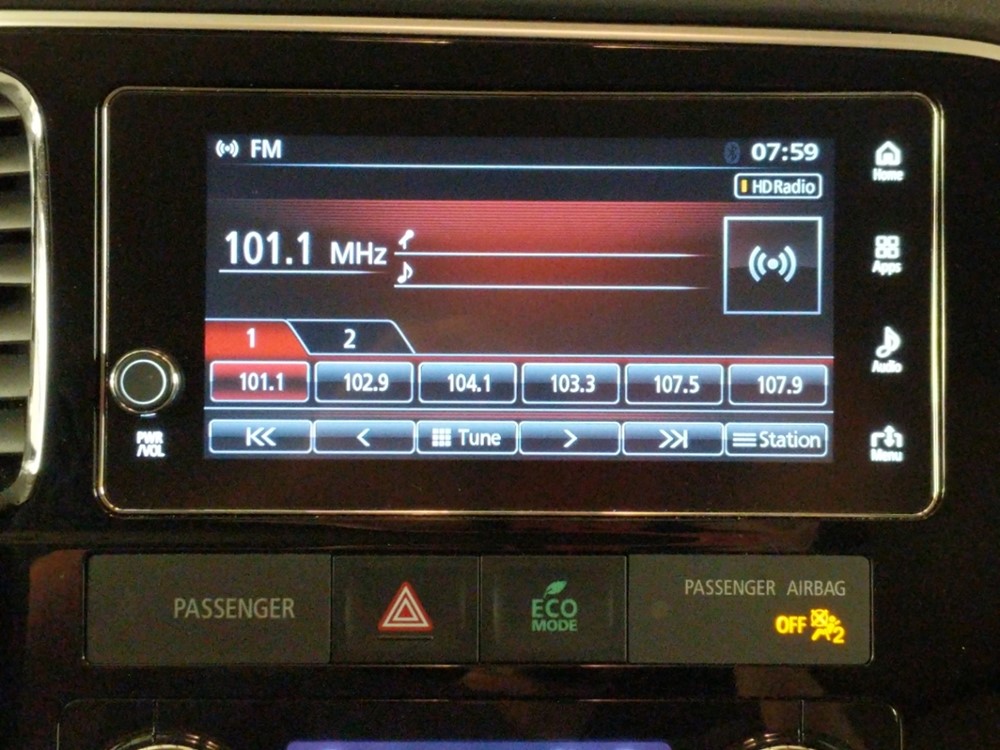 FM
07:59
HD Radio
Home
101.1 MHz
Apps
1 2
Audio
101.1 102.9 104.1 103.3 107.5 107.9
Tune Station
PWR
/VOL
Menu
PASSENGER
ECO
MODE
PASSENGER AIRBAG
OFF 2